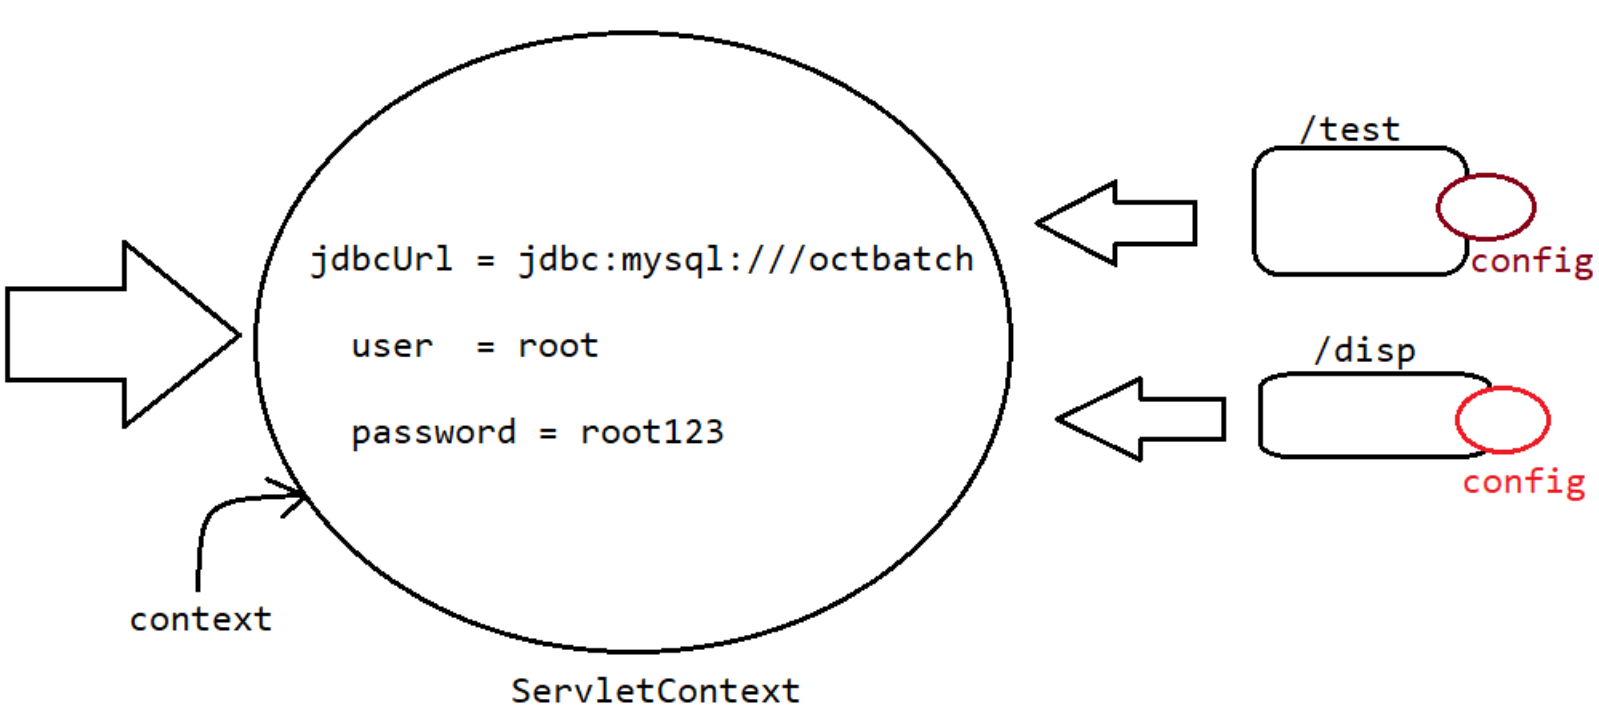 jdbcUrl = jdbc:mysql:///octbatch
user  = root
password = root123
context
ServletContext
/test
config
/disp
config